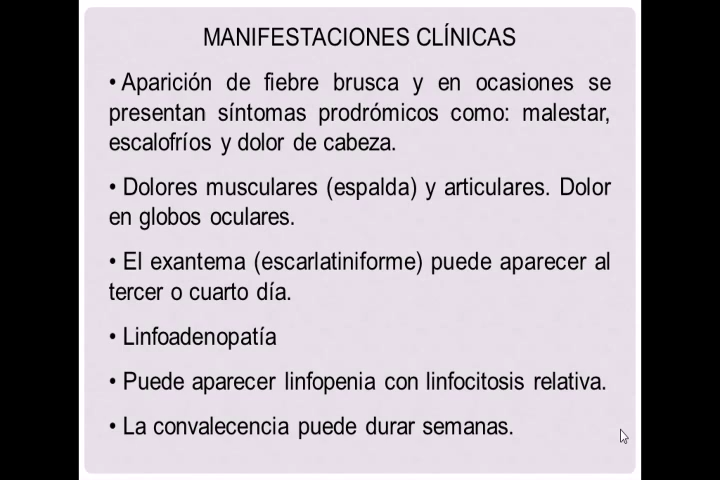 MANIFESTACIONES CLÍNICAS
• Aparición de fiebre brusca y en ocasiones se
presentan síntomas prodrómicos como: malestar,
escalofríos y dolor de cabeza.
• Dolores musculares (espalda) y articulares. Dolor
en globos oculares.
• El exantema (escarlatiniforme) puede aparecer al
tercer o cuarto día.
• Linfoadenopatía
• Puede aparecer linfopenia con linfocitosis relativa.
• La convalecencia puede durar semanas.